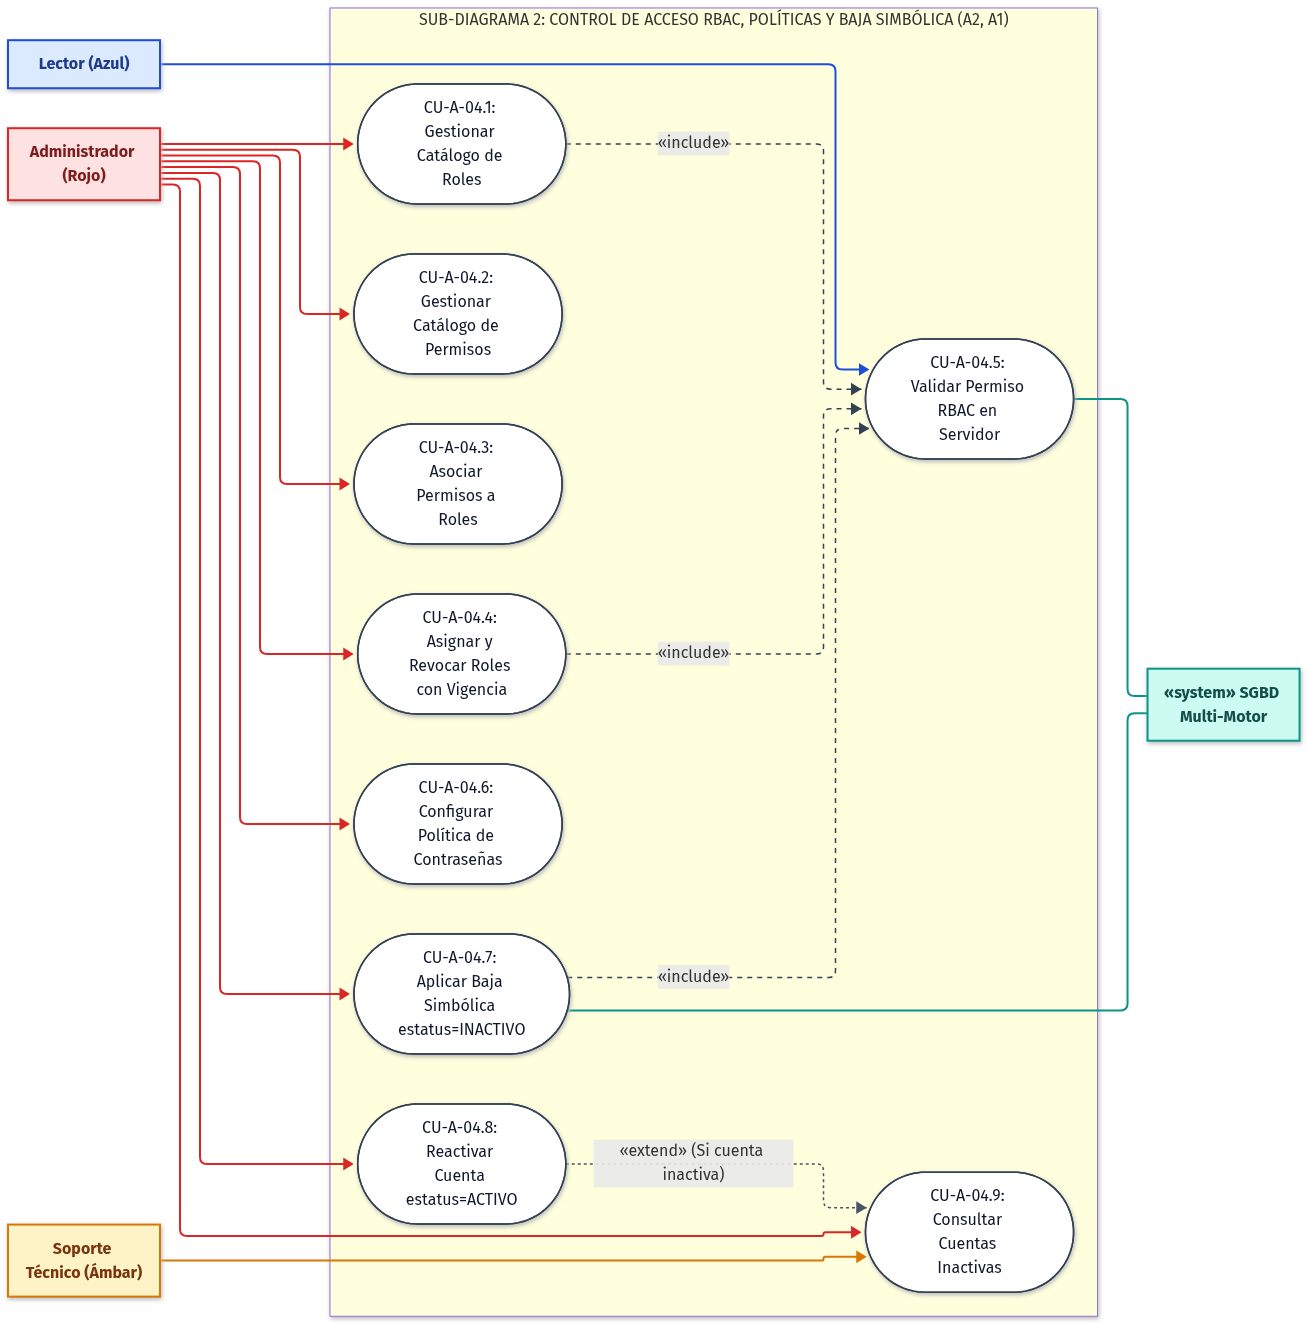 SUB-DIAGRAMA 2: CONTROL DE ACCESO RBAC, POLÍTICAS Y BAJA SIMBÓLICA (A2, A1)
Lector (Azul)
Administrador
(Rojo)
CU-A-04.1:
Gestionar
Catálogo de
Roles
«include»
CU-A-04.2:
Gestionar
Catálogo de
Permisos
CU-A-04.5:
Validar Permiso
RBAC en
Servidor
CU-A-04.3:
Asociar
Permisos a
Roles
CU-A-04.4:
Asignar y
Revocar Roles
con Vigencia
«include»
«system» SGBD
Multi-Motor
CU-A-04.6:
Configurar
Política de
Contraseñas
CU-A-04.7:
Aplicar Baja
Simbólica
estatus=INACTIVO
«include»
CU-A-04.8:
Reactivar
Cuenta
estatus=ACTIVO
«extend» (Si cuenta
inactiva)
CU-A-04.9:
Consultar
Cuentas
Inactivas
Soporte
Técnico (Ámbar)